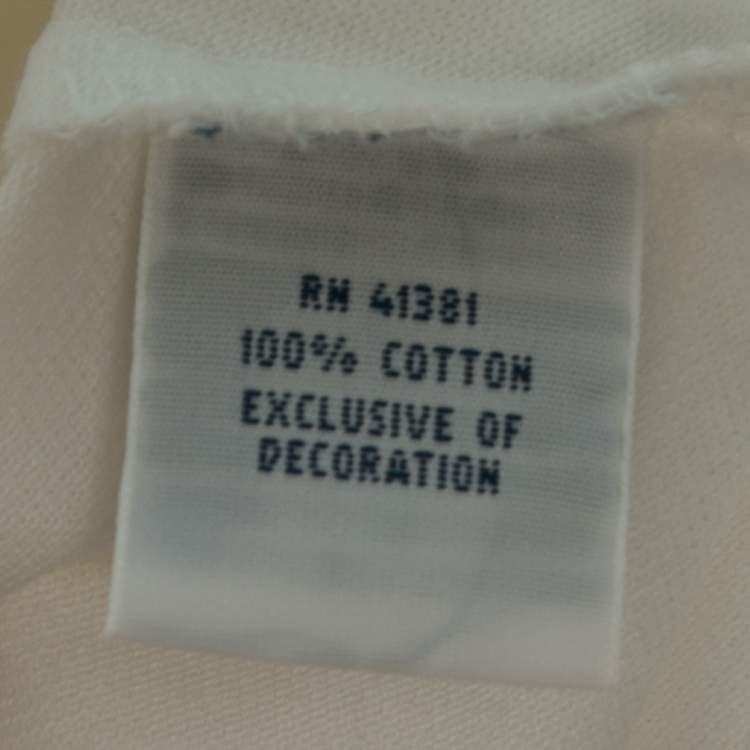 RN 41381
100% COTTON
EXCLUSIVE OF
DECORATION